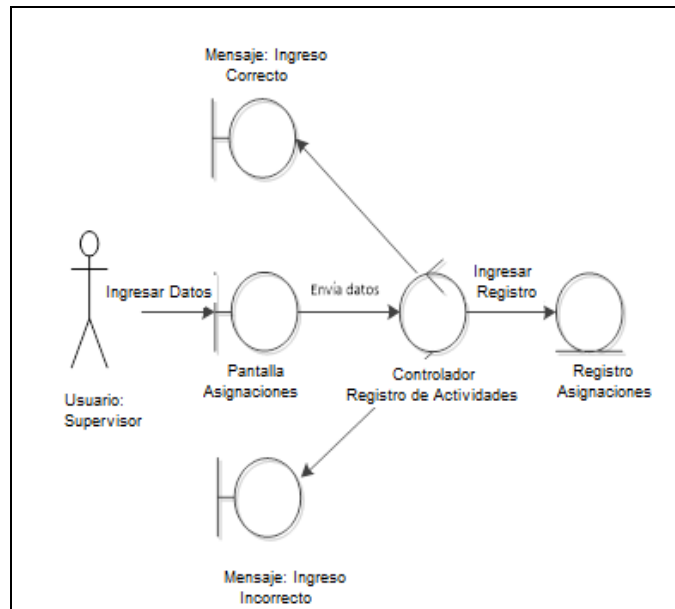 Mensaje: Ingreso
Correcto
Ingresar Datos
Envía datos
Ingresar
Registro
Usuario:
Supervisor
Pantalla
Asignaciones
Controlador
Registro de Actividades
Registro
Asignaciones
Mensaje: Ingreso
Incorrecto